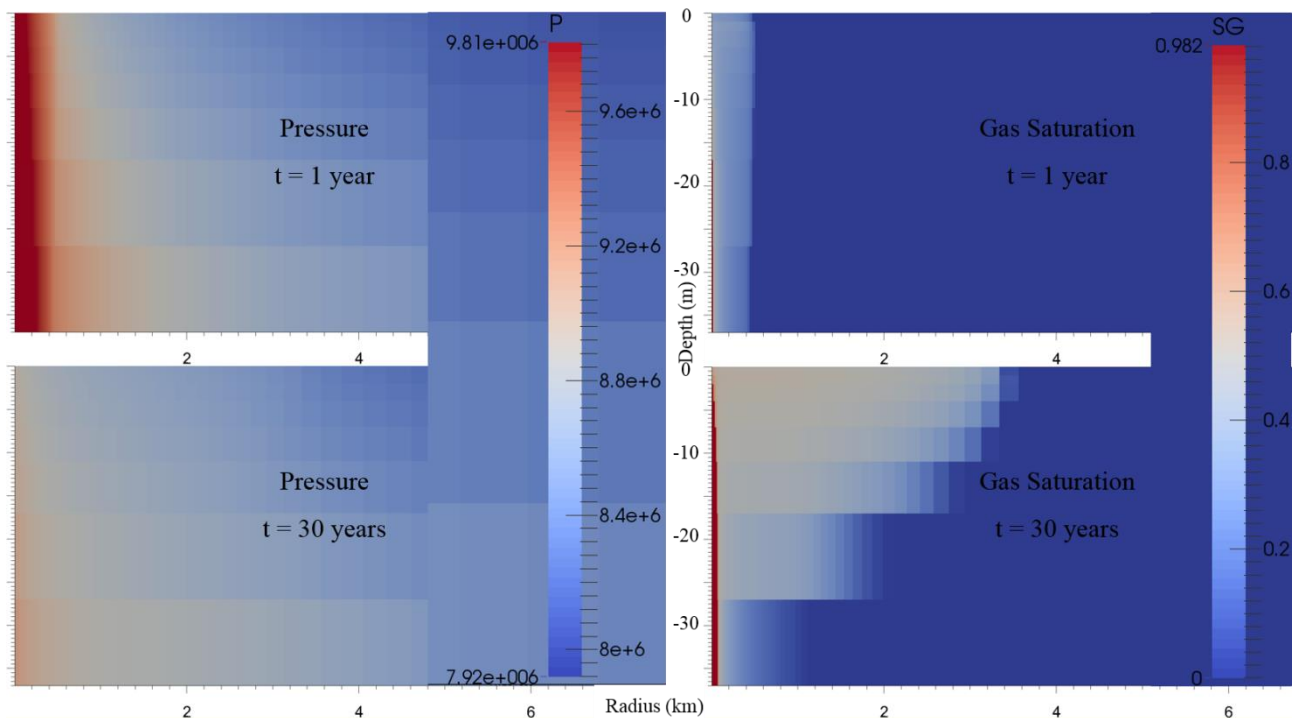 P
9.81e+006
9.6e+6
9.2e+6
8.8e+6
8.4e+6
8e+6
7.92e+006
Pressure
t = 1 year
2
4
Pressure
t = 30 years
2
4
6
Radius (km)
Depth (m)
0
-10
-20
-30
0
-10
-20
-30
Gas Saturation
t = 1 year
2
4
Gas Saturation
t = 30 years
2
4
6
SG
0.982
0.8
0.6
0.4
0.2
0